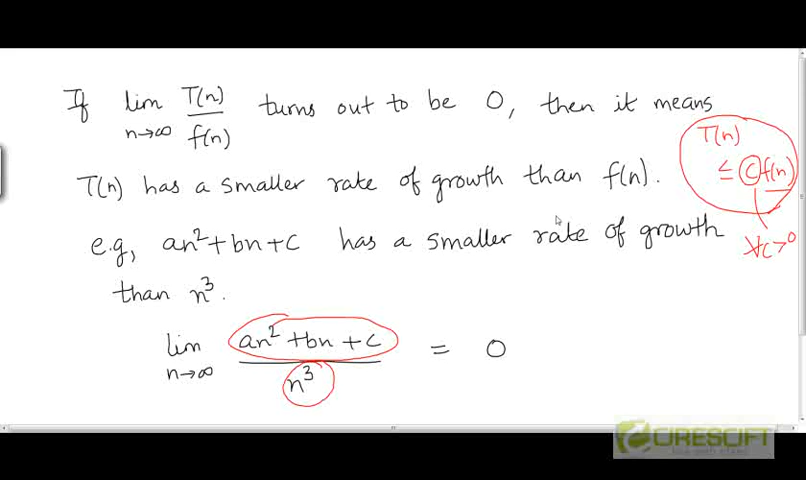 If lim n→∞ T(n)/f(n) turns out to be 0, then it means
T(n) has a smaller rate of growth than f(n).
T(n)
≤ c f(n)
∀c>0
e.g, an²+bn+c has a smaller rate of growth
than n³.
lim n→∞ (an²+bn+c)/n³ = 0